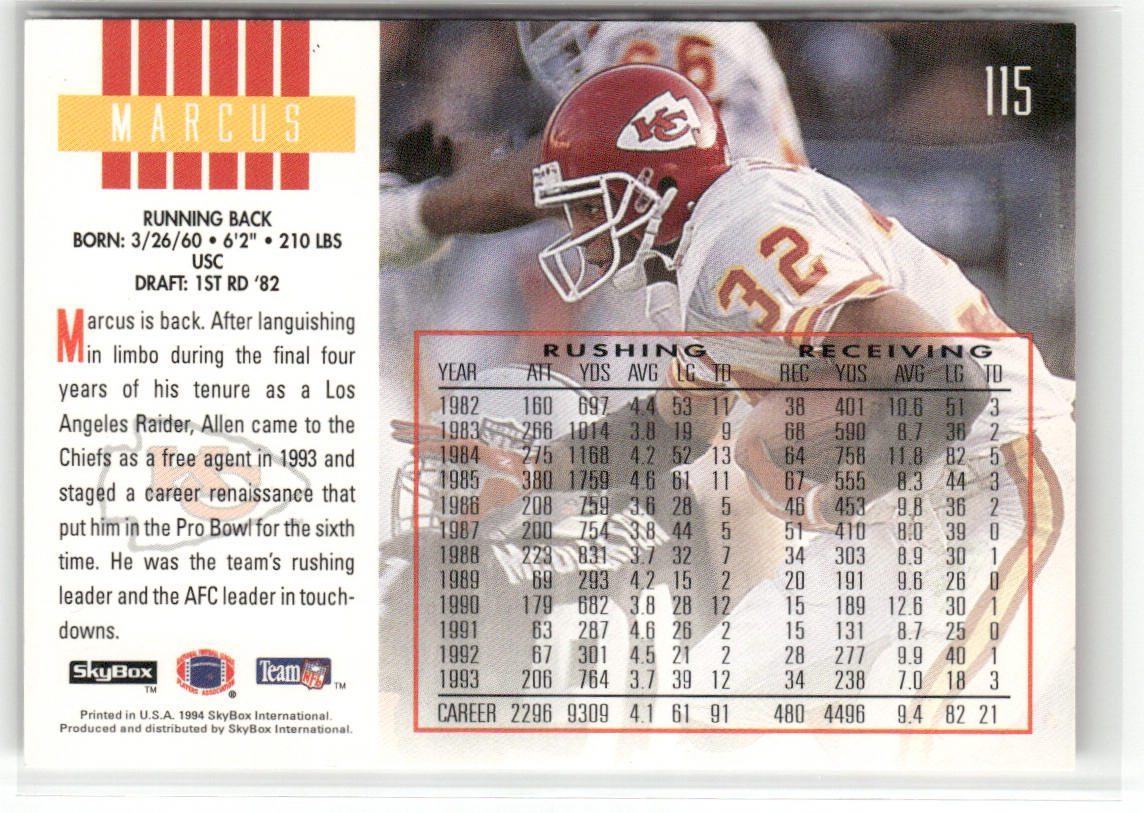 MARCUS
RUNNING BACK
BORN: 3/26/60 • 6'2" • 210 LBS
USC
DRAFT: 1ST RD '82
Marcus is back. After languishing
in limbo during the final four
years of his tenure as a Los
Angeles Raider, Allen came to the
Chiefs as a free agent in 1993 and
staged a career renaissance that
put him in the Pro Bowl for the sixth
time. He was the team's rushing
leader and the AFC leader in touch-
downs.
SkyBox TM
NATIONAL FOOTBALL LEAGUE PLAYERS ASSOCIATION ®
Team NFL TM
Printed in U.S.A. 1994 SkyBox International.
Produced and distributed by SkyBox International.
115
66
KC
32
RUSHING RECEIVING
YEAR ATT YDS AVG LG TD REC YDS AVG LG TD
1982 160 697 4.4 53 11 38 401 10.6 51 3
1983 266 1014 3.8 19 9 68 590 8.7 36 2
1984 275 1168 4.2 52 13 64 758 11.8 82 5
1985 380 1759 4.6 61 11 67 555 8.3 44 3
1986 208 759 3.6 28 5 46 453 9.8 36 2
1987 200 754 3.8 44 5 51 410 8.0 39 0
1988 223 831 3.7 32 7 34 303 8.9 30 1
1989 69 293 4.2 15 2 20 191 9.6 26 0
1990 179 682 3.8 28 12 15 189 12.6 30 1
1991 63 287 4.6 26 2 15 131 8.7 25 0
1992 67 301 4.5 21 2 28 277 9.9 40 1
1993 206 764 3.7 39 12 34 238 7.0 18 3
CAREER 2296 9309 4.1 61 91 480 4496 9.4 82 21